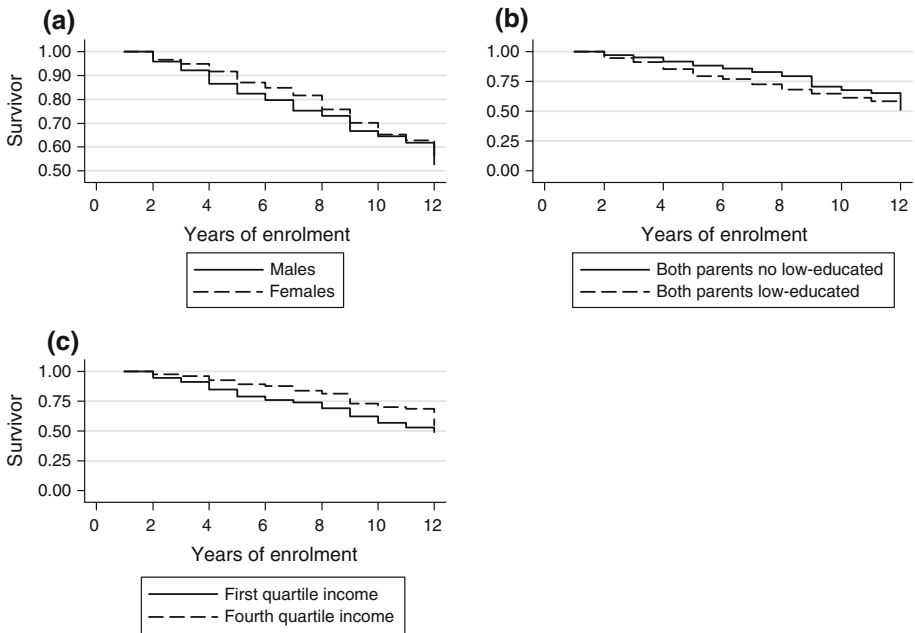 (a)
Survivor
1.00
0.90
0.80
0.70
0.60
0.50
0 2 4 6 8 10 12
Years of enrolment
Males
Females
(b)
1.00
0.75
0.50
0.25
0.00
0 2 4 6 8 10 12
Years of enrolment
Both parents no low-educated
Both parents low-educated
(c)
Survivor
1.00
0.75
0.50
0.25
0.00
0 2 4 6 8 10 12
Years of enrolment
First quartile income
Fourth quartile income